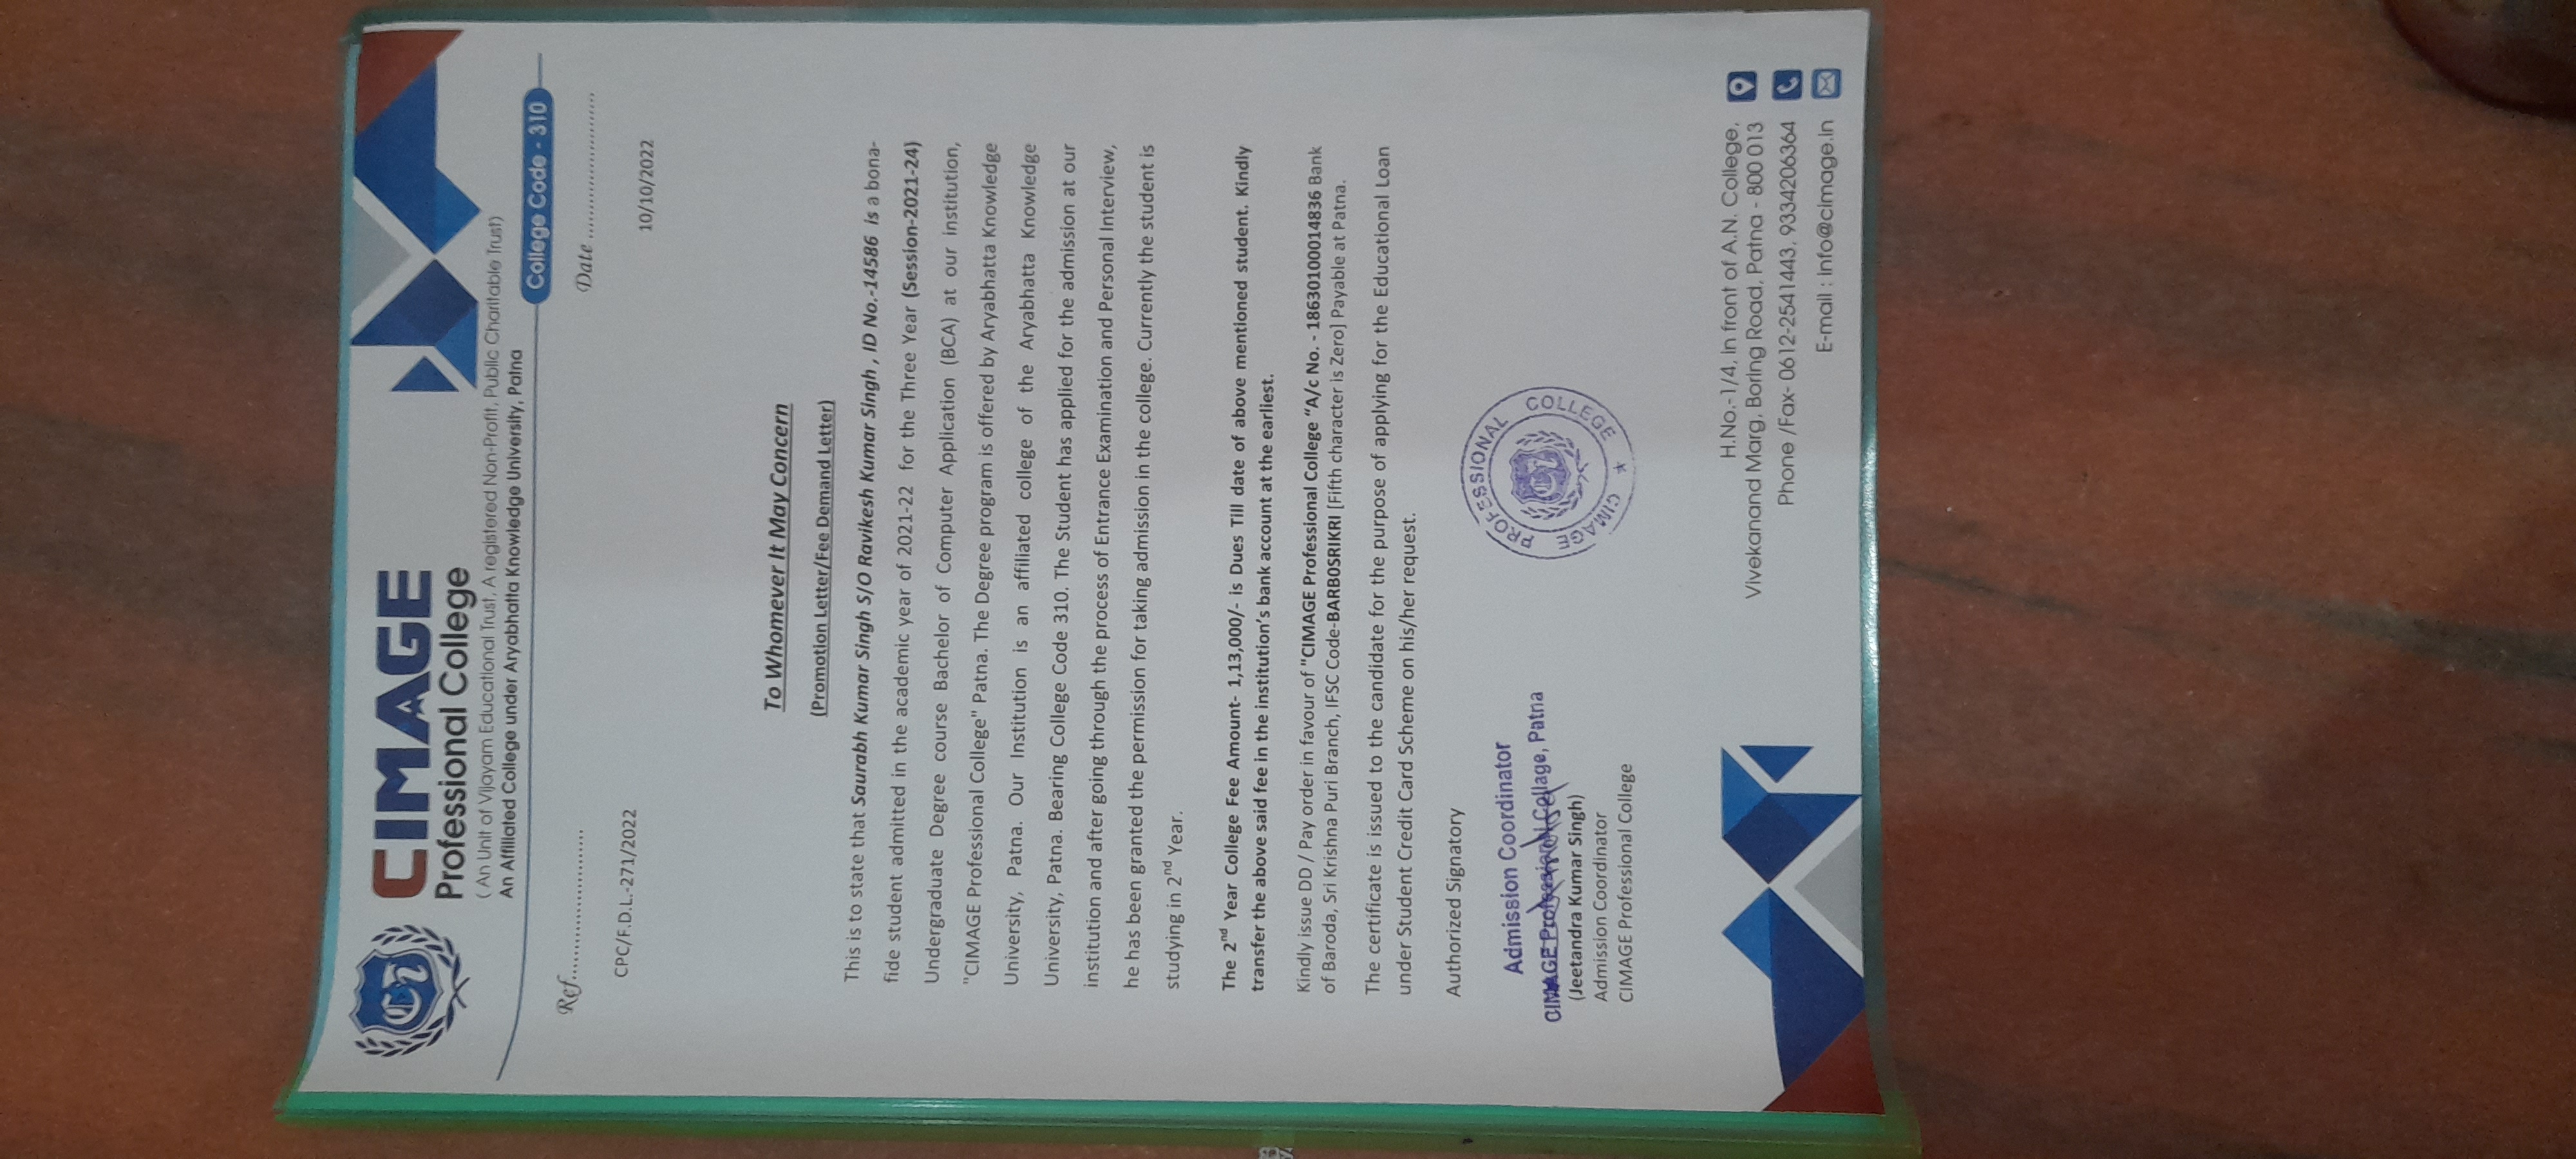 CIMAGE
Professional College
( An Unit of Vijayam Educational Trust, A registered Non-Profit, Public Charitable Trust)
An Affiliated College under Aryabhatta Knowledge University, Patna
College Code - 310
Ref..........................
Date ..........................
CPC/F.D.L.-271/2022
10/10/2022
To Whomever It May Concern
(Promotion Letter/Fee Demand Letter)
This is to state that Saurabh Kumar Singh S/O Ravikesh Kumar Singh , ID No.-14586 is a bona-
fide student admitted in the academic year of 2021-22 for the Three Year (Session-2021-24)
Undergraduate Degree course Bachelor of Computer Application (BCA) at our institution,
"CIMAGE Professional College" Patna. The Degree program is offered by Aryabhatta Knowledge
University, Patna. Our Institution is an affiliated college of the Aryabhatta Knowledge
University, Patna. Bearing College Code 310. The Student has applied for the admission at our
institution and after going through the process of Entrance Examination and Personal Interview,
he has been granted the permission for taking admission in the college. Currently the student is
studying in 2nd Year.
The 2nd Year College Fee Amount- 1,13,000/- is Dues Till date of above mentioned student. Kindly
transfer the above said fee in the institution's bank account at the earliest.
Kindly issue DD / Pay order in favour of "CIMAGE Professional College “A/c No. - 18630100014836 Bank
of Baroda, Sri Krishna Puri Branch, IFSC Code-BARB0SRIKRI [Fifth character is Zero] Payable at Patna.
The certificate is issued to the candidate for the purpose of applying for the Educational Loan
under Student Credit Card Scheme on his/her request.
Authorized Signatory
Admission Coordinator
CIMAGE Professional Collage, Patna
(Jeetandra Kumar Singh)
Admission Coordinator
CIMAGE Professional College
CIMAGE PROFESSIONAL COLLEGE
H.No.-1/4, in front of A.N. College,
Vivekanand Marg, Boring Road, Patna - 800 013
Phone /Fax- 0612-2541443, 9334206364
E-mail : info@cimage.in